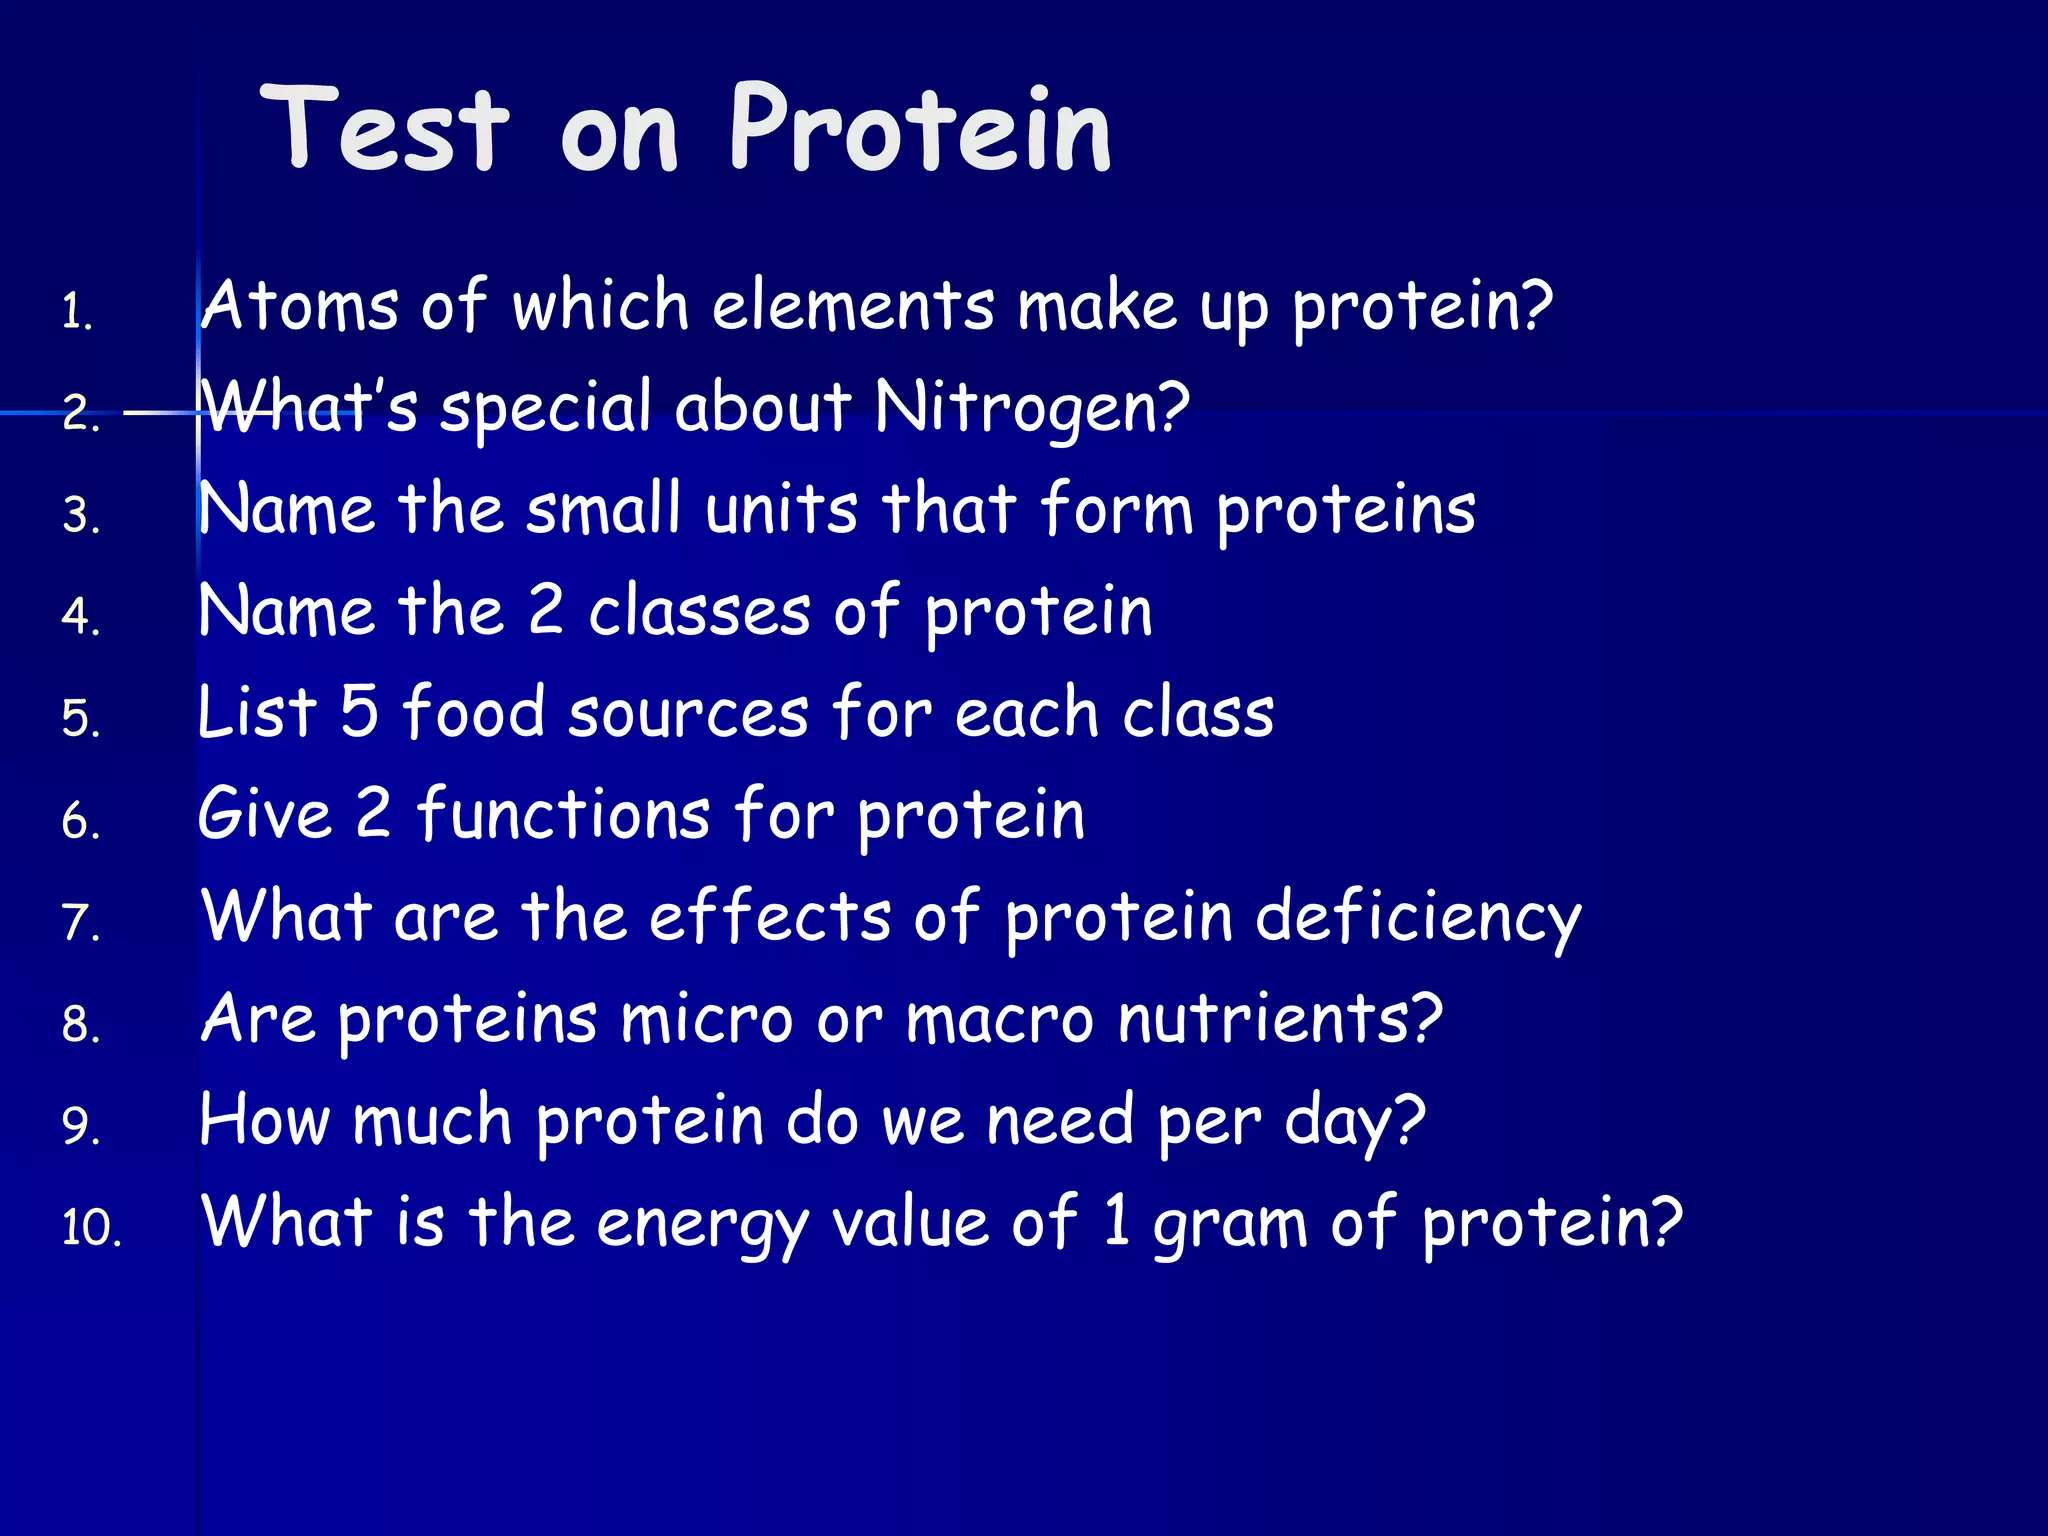 Test on Protein
1. Atoms of which elements make up protein?
2. What’s special about Nitrogen?
3. Name the small units that form proteins
4. Name the 2 classes of protein
5. List 5 food sources for each class
6. Give 2 functions for protein
7. What are the effects of protein deficiency
8. Are proteins micro or macro nutrients?
9. How much protein do we need per day?
10. What is the energy value of 1 gram of protein?